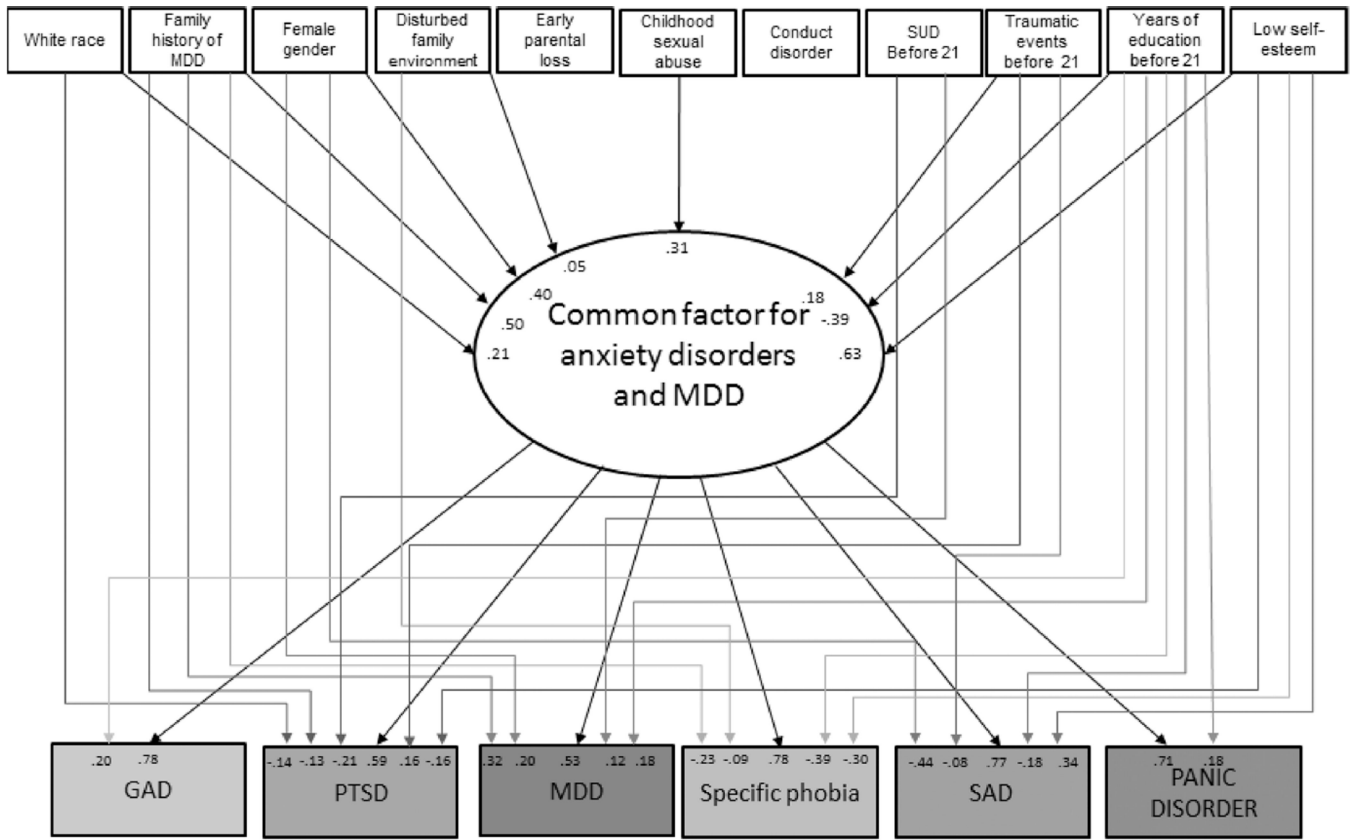 White race
Family
history of
MDD
Female
gender
Disturbed
family
environment
Early
parental
loss
Childhood
sexual
abuse
Conduct
disorder
SUD
Before 21
Traumatic
events
before 21
Years of
education
before 21
Low self-
esteem
.31
.05
.40
.18
.50
-.39
.21
.63
Common factor for
anxiety disorders
and MDD
.20 .78
GAD
-.14 -.13 -.21 .59 .16 -.16
PTSD
.32 .20 .53 .12 .18
MDD
-.23 -.09 .78 -.39 -.30
Specific phobia
-.44 -.08 .77 -.18 .34
SAD
.71 .18
PANIC
DISORDER